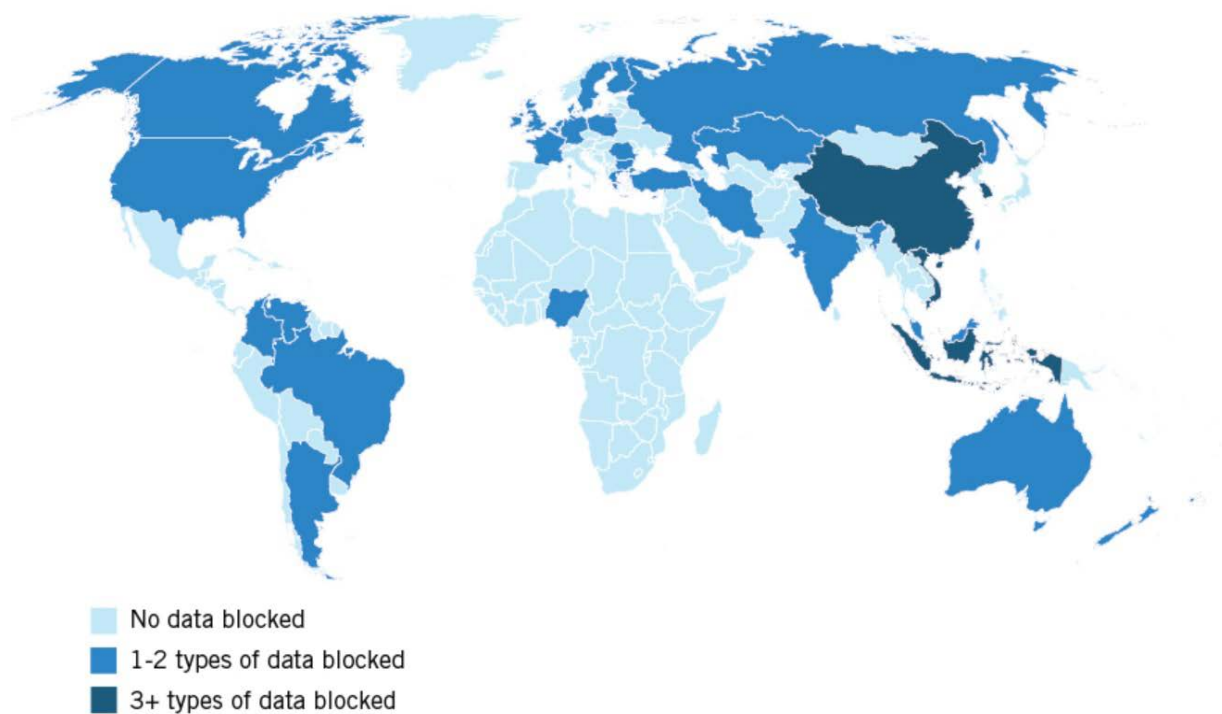 No data blocked
1-2 types of data blocked
3+ types of data blocked